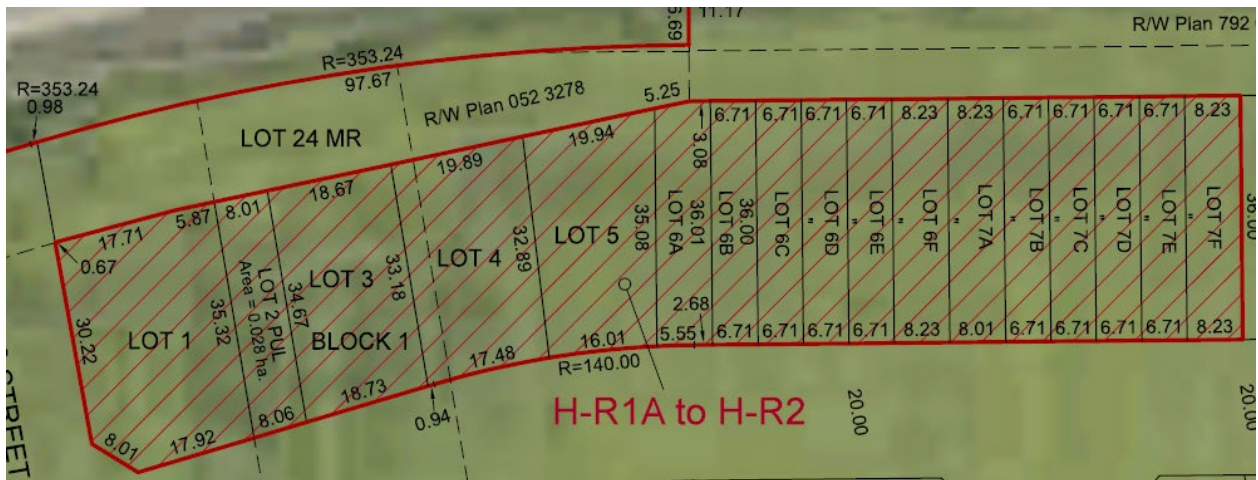 11.17
R/W Plan 792
R=353.24
R=353.24
0.98
97.67
R/W Plan 052 3278
LOT 24 MR
5.25
19.94
19.89
18.67
8.01
5.87
17.71
0.67
6.71 6.71 6.71 6.71 8.23 8.23 6.71 6.71 6.71 6.71 8.23
3.08
30.22
LOT 1
35.32
LOT 2 PUL
Area = 0.028 ha.
34.67
LOT 3
BLOCK 1
33.18
LOT 4
32.89
LOT 5
35.08
LOT 6A
36.01
LOT 6B
36.00
LOT 6C
"
LOT 6D
"
LOT 6E
"
LOT 6F
"
LOT 7A
"
LOT 7B
"
LOT 7C
"
LOT 7D
"
LOT 7E
"
LOT 7F
36.00
2.68
5.55 6.71 6.71 6.71 6.71 8.23 8.01 6.71 6.71 6.71 6.71 8.23
16.01
R=140.00
17.48
0.94
18.73
8.06
17.92
8.01
STREET
H-R1A to H-R2
20.00
20.00